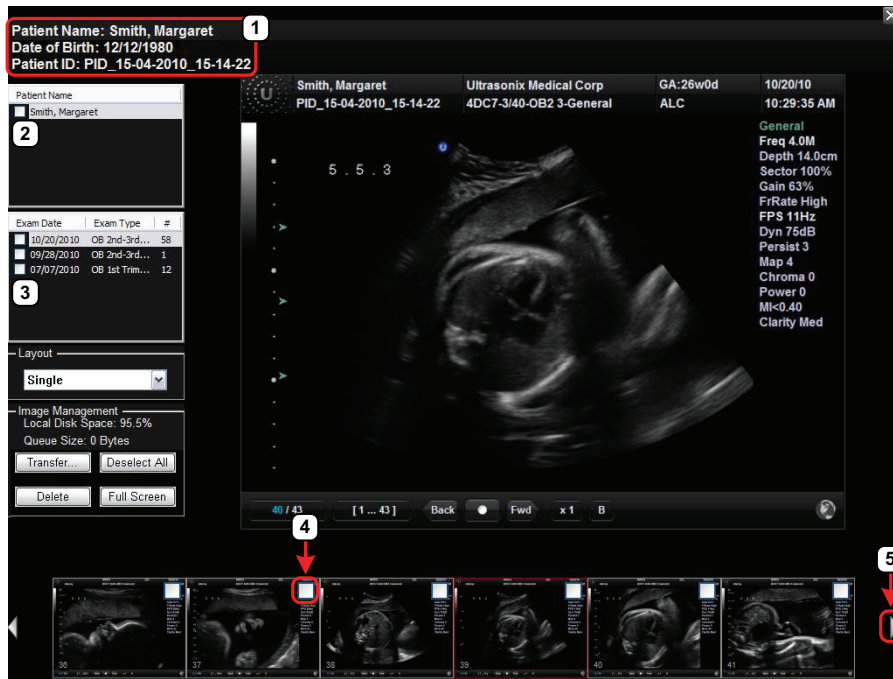 Patient Name: Smith, Margaret
1
Date of Birth: 12/12/1980
Patient ID: PID_15-04-2010_15-14-22
Patient Name
Smith, Margaret
2
Exam Date Exam Type #
10/20/2010 OB 2nd-3rd... 58
09/28/2010 OB 2nd-3rd... 1
07/07/2010 OB 1st Trim... 12
3
Layout
Single
Image Management
Local Disk Space: 95.5%
Queue Size: 0 Bytes
Transfer... Deselect All
Delete Full Screen
Smith, Margaret Ultrasonix Medical Corp GA:26w0d 10/20/10
PID_15-04-2010_15-14-22 4DC7-3/40-OB2 3-General ALC 10:29:35 AM
U
5 . 5 . 3
General
Freq 4.0M
Depth 14.0cm
Sector 100%
Gain 63%
FrRate High
FPS 11Hz
Dyn 75dB
Persist 3
Map 4
Chroma 0
Power 0
MI<0.40
Clarity Med
40 / 43 [ 1 ... 43 ] Back Fwd x 1 B
4
5
36 37 38 39 40 41